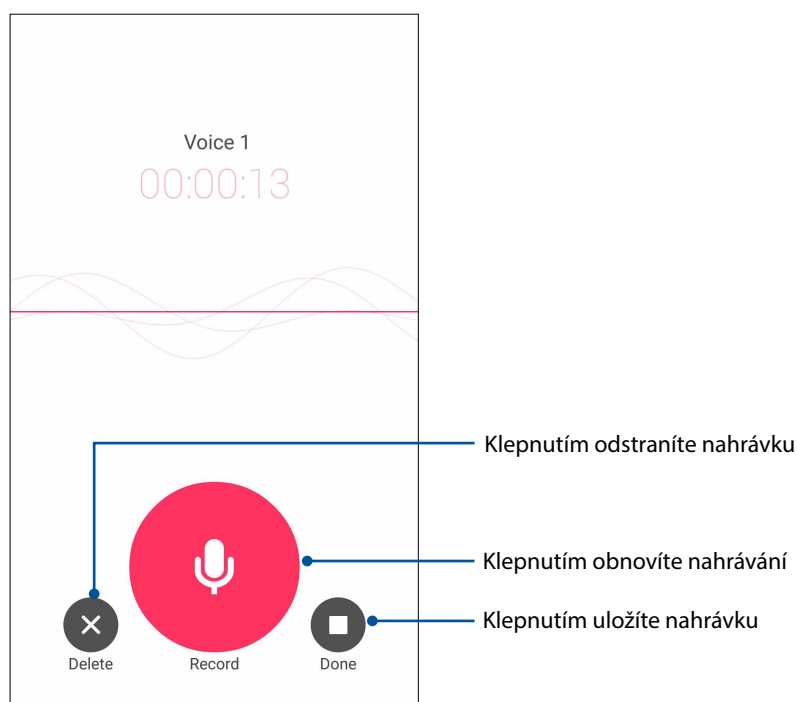 Voice 1
00:00:13
Klepnutím odstraníte nahrávku
Klepnutím obnovíte nahrávání
Klepnutím uložíte nahrávku
Delete
Record
Done